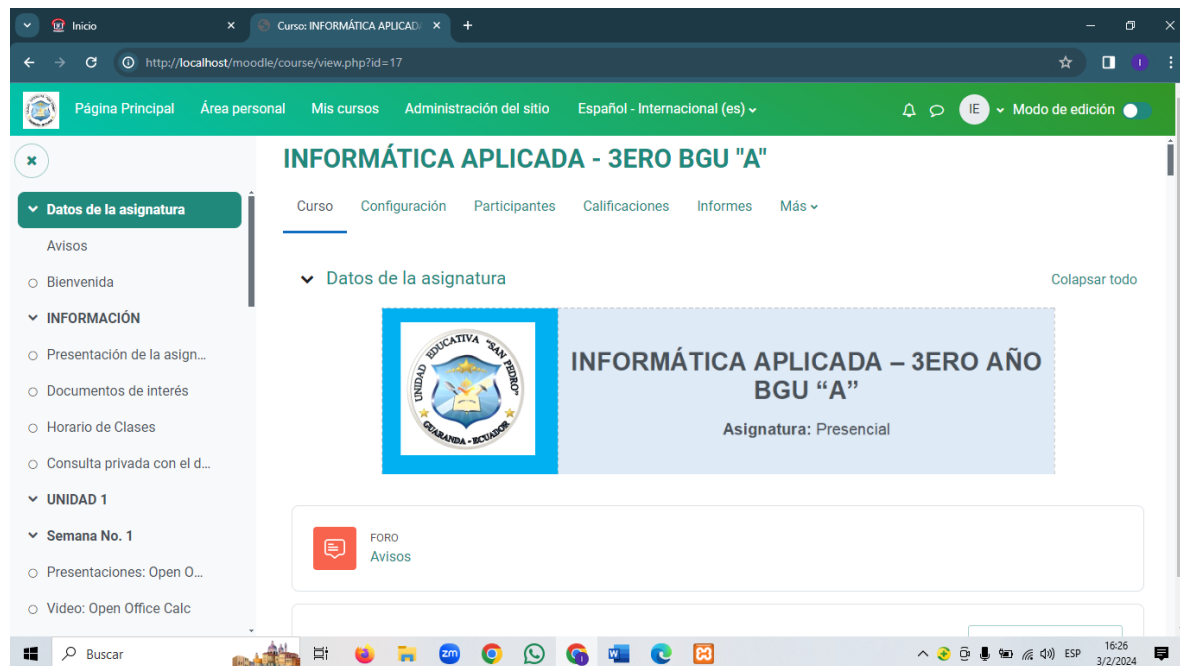 Inicio
Curso: INFORMÁTICA APLICADA
http://localhost/moodle/course/view.php?id=17
Página Principal Área personal Mis cursos Administración del sitio Español - Internacional (es) IE Modo de edición
INFORMÁTICA APLICADA - 3ERO BGU "A"
Curso Configuración Participantes Calificaciones Informes Más
Datos de la asignatura
Avisos
Bienvenida
INFORMACIÓN
Presentación de la asign...
Documentos de interés
Horario de Clases
Consulta privada con el d...
UNIDAD 1
Semana No. 1
Presentaciones: Open O...
Video: Open Office Calc
Datos de la asignatura Colapsar todo
UNIDAD EDUCATIVA "SAN PEDRO"
GUARANDA - ECUADOR
INFORMÁTICA APLICADA – 3ERO AÑO
BGU “A”
Asignatura: Presencial
FORO
Avisos
Buscar
zm
ESP
16:26
3/2/2024